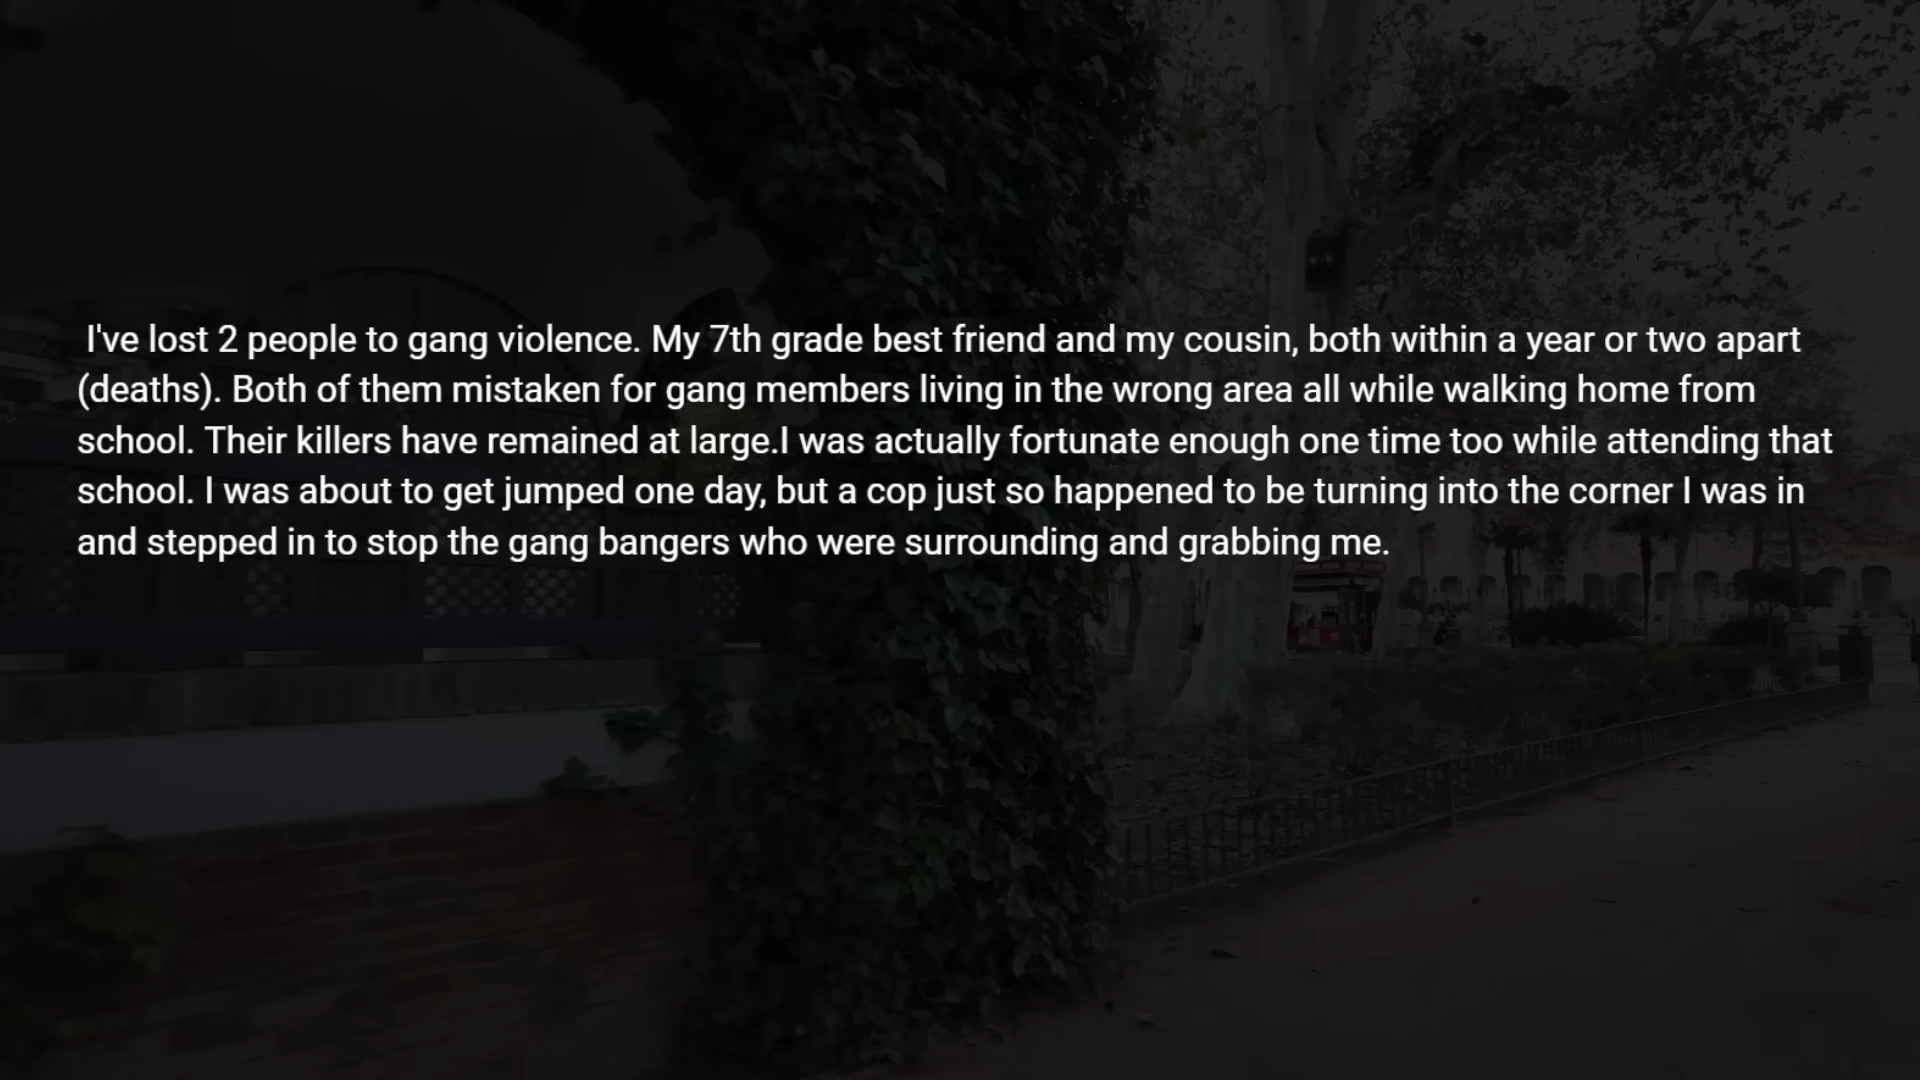 I've lost 2 people to gang violence. My 7th grade best friend and my cousin, both within a year or two apart
(deaths). Both of them mistaken for gang members living in the wrong area all while walking home from
school. Their killers have remained at large.I was actually fortunate enough one time too while attending that
school. I was about to get jumped one day, but a cop just so happened to be turning into the corner I was in
and stepped in to stop the gang bangers who were surrounding and grabbing me.